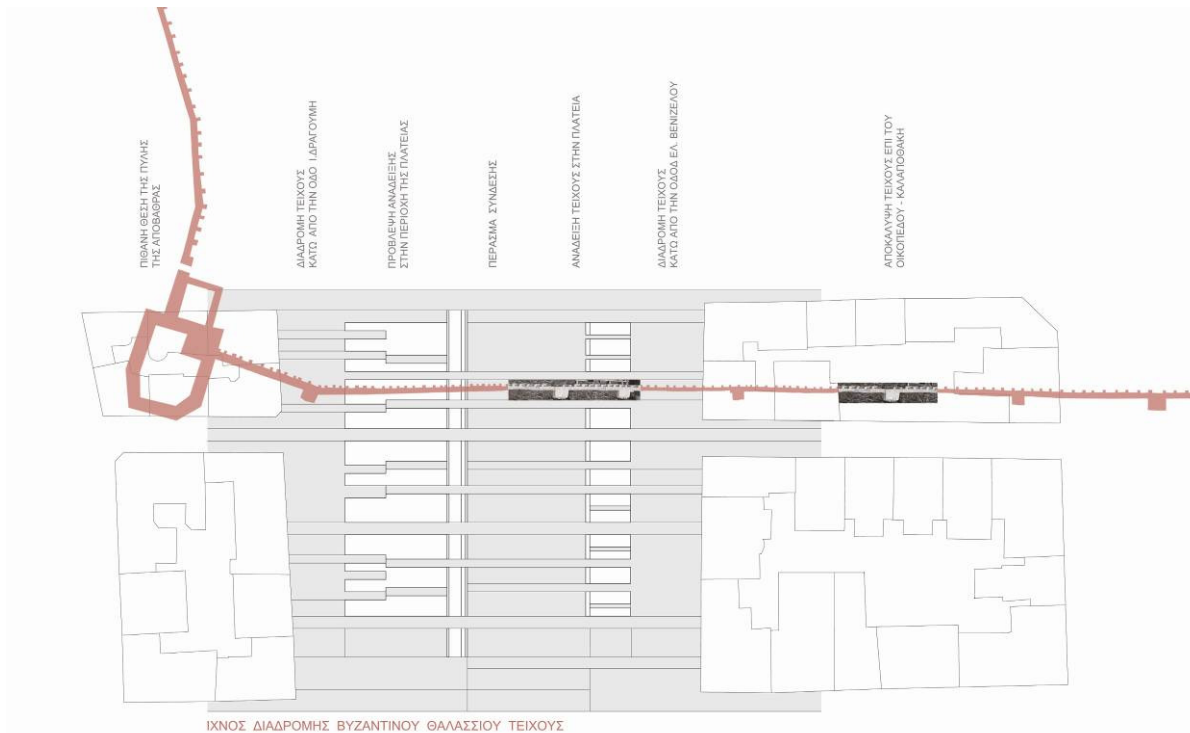 ΠΙΘΑΝΗ ΘΕΣΗ ΤΗΣ ΠΥΛΗΣ
ΤΗΣ ΑΠΟΒΑΘΡΑΣ
ΔΙΑΔΡΟΜΗ ΤΕΙΧΟΥΣ
ΚΑΤΩ ΑΠΟ ΤΗΝ ΟΔΟ Ι.ΔΡΑΓΟΥΜΗ
ΠΡΟΒΛΕΨΗ ΑΝΑΔΕΙΞΗΣ
ΣΤΗΝ ΠΕΡΙΟΧΗ ΤΗΣ ΠΛΑΤΕΙΑΣ
ΠΕΡΑΣΜΑ ΣΥΝΔΕΣΗΣ
ΑΝΑΔΕΙΞΗ ΤΕΙΧΟΥΣ ΣΤΗΝ ΠΛΑΤΕΙΑ
ΔΙΑΔΡΟΜΗ ΤΕΙΧΟΥΣ
ΚΑΤΩ ΑΠΟ ΤΗΝ ΟΔΟΔ ΕΛ. ΒΕΝΙΖΕΛΟΥ
ΑΠΟΚΑΛΥΨΗ ΤΕΙΧΟΥΣ ΕΠΙ ΤΟΥ
ΟΙΚΟΠΕΔΟΥ - ΚΑΛΑΠΟΘΑΚΗ
ΙΧΝΟΣ ΔΙΑΔΡΟΜΗΣ ΒΥΖΑΝΤΙΝΟΥ ΘΑΛΑΣΣΙΟΥ ΤΕΙΧΟΥΣ